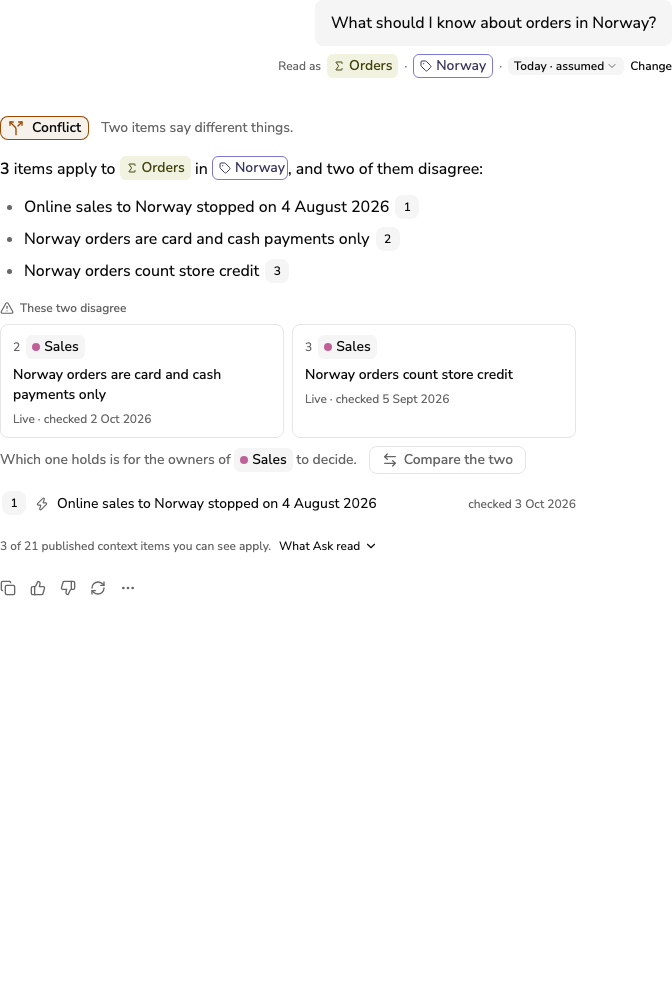 What should I know about orders in Norway?
Read as Orders · Norway · Today · assumed Change
Conflict Two items say different things.
3 items apply to Orders in Norway, and two of them disagree:
• Online sales to Norway stopped on 4 August 2026 1
• Norway orders are card and cash payments only 2
• Norway orders count store credit 3
These two disagree
2 Sales
Norway orders are card and cash
payments only
Live · checked 2 Oct 2026
3 Sales
Norway orders count store credit
Live · checked 5 Sept 2026
Which one holds is for the owners of Sales to decide. Compare the two
1 Online sales to Norway stopped on 4 August 2026 checked 3 Oct 2026
3 of 21 published context items you can see apply. What Ask read